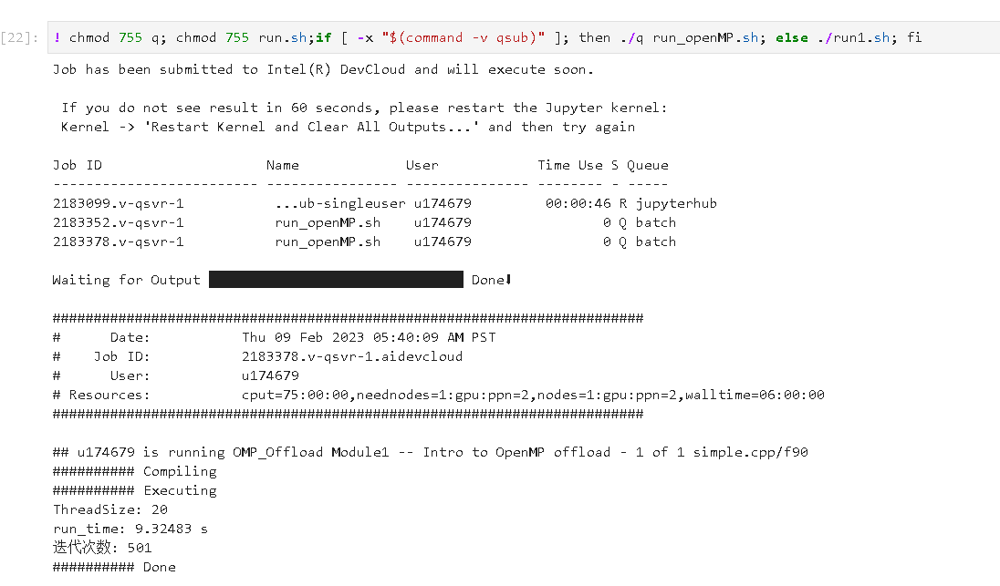 [22]: ! chmod 755 q; chmod 755 run.sh;if [ -x "$(command -v qsub)" ]; then ./q run_openMP.sh; else ./run1.sh; fi
Job has been submitted to Intel(R) DevCloud and will execute soon.
If you do not see result in 60 seconds, please restart the Jupyter kernel:
Kernel -> 'Restart Kernel and Clear All Outputs...' and then try again
Job ID                    Name             User            Time Use S Queue
------------------------- ---------------- --------------- -------- - -----
2183099.v-qsvr-1           ...ub-singleuser u174679         00:00:46 R jupyterhub
2183352.v-qsvr-1           run_openMP.sh    u174679                0 Q batch
2183378.v-qsvr-1           run_openMP.sh    u174679                0 Q batch
Waiting for Output ███████████████████████████████ Done⬇
########################################################################
#      Date:           Thu 09 Feb 2023 05:40:09 AM PST
#    Job ID:           2183378.v-qsvr-1.aidevcloud
#      User:           u174679
# Resources:           cput=75:00:00,neednodes=1:gpu:ppn=2,nodes=1:gpu:ppn=2,walltime=06:00:00
########################################################################
## u174679 is running OMP_Offload Module1 -- Intro to OpenMP offload - 1 of 1 simple.cpp/f90
########## Compiling
########## Executing
ThreadSize: 20
run_time: 9.32483 s
迭代次数: 501
########## Done